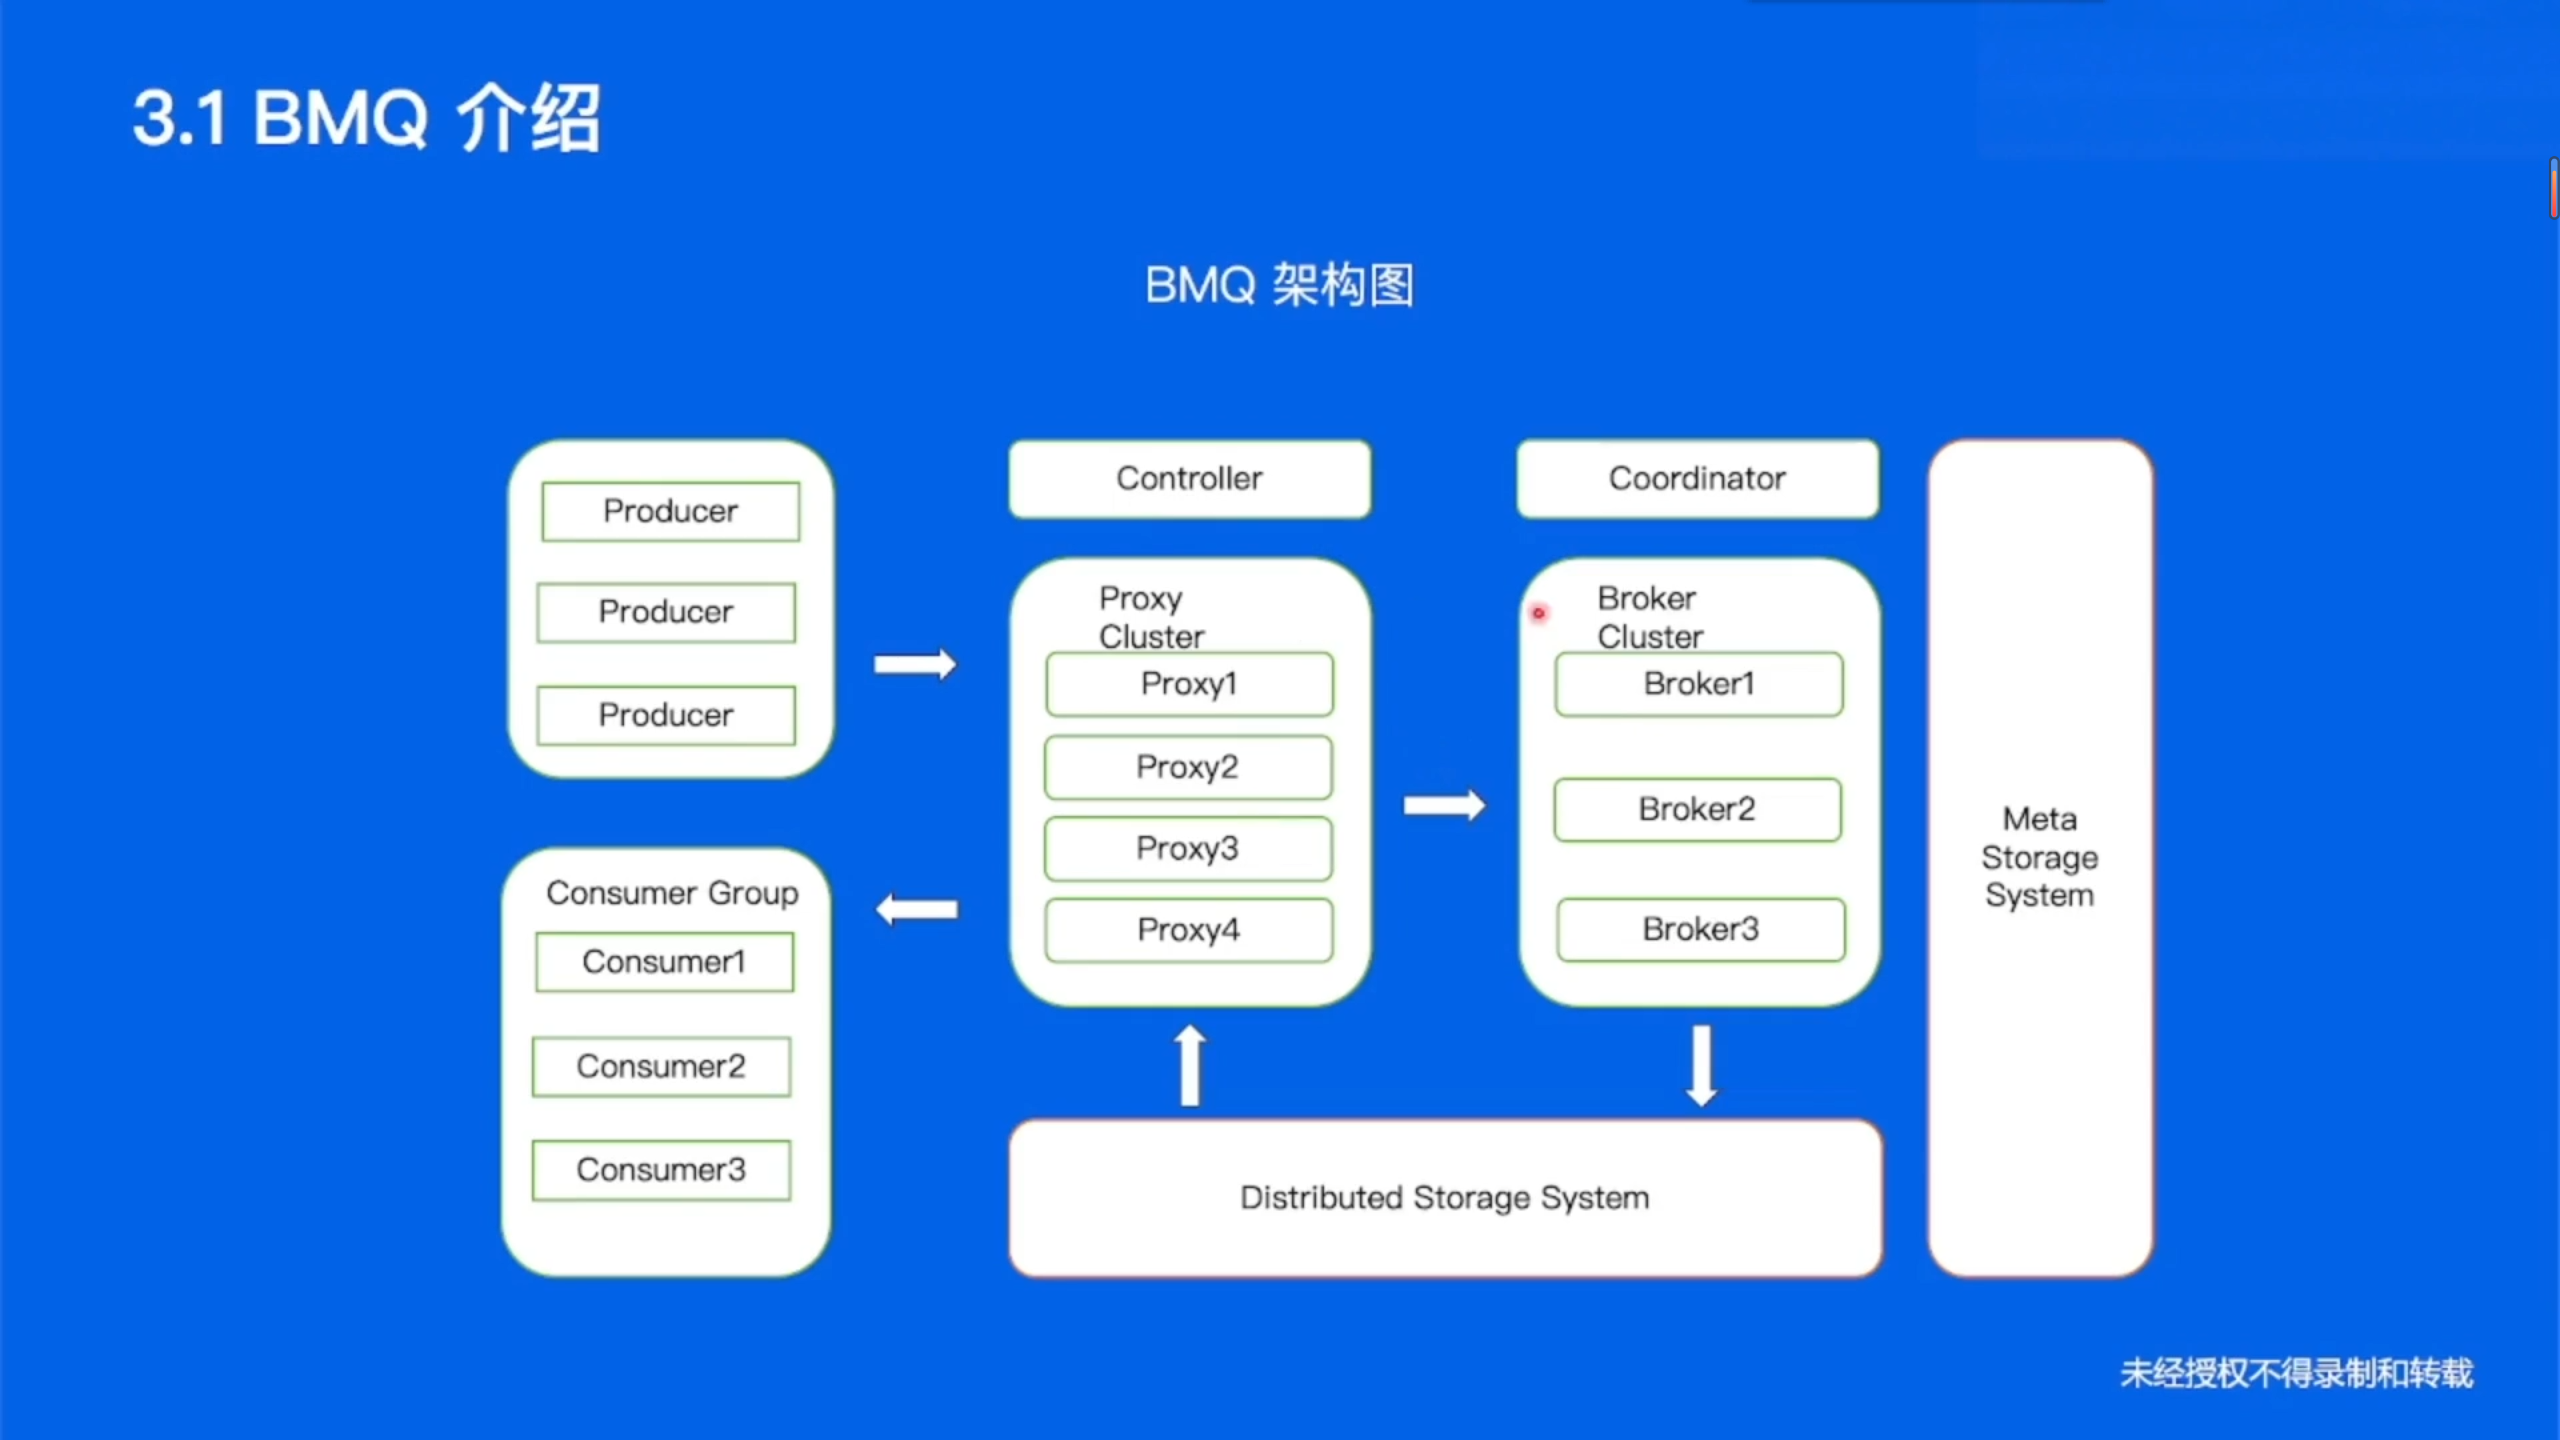 3.1 BMQ 介绍
BMQ 架构图
Producer
Producer
Producer
Consumer Group
Consumer1
Consumer2
Consumer3
Controller
Proxy
Cluster
Proxy1
Proxy2
Proxy3
Proxy4
Coordinator
Broker
Cluster
Broker1
Broker2
Broker3
Distributed Storage System
Meta
Storage
System
未经授权不得录制和转载